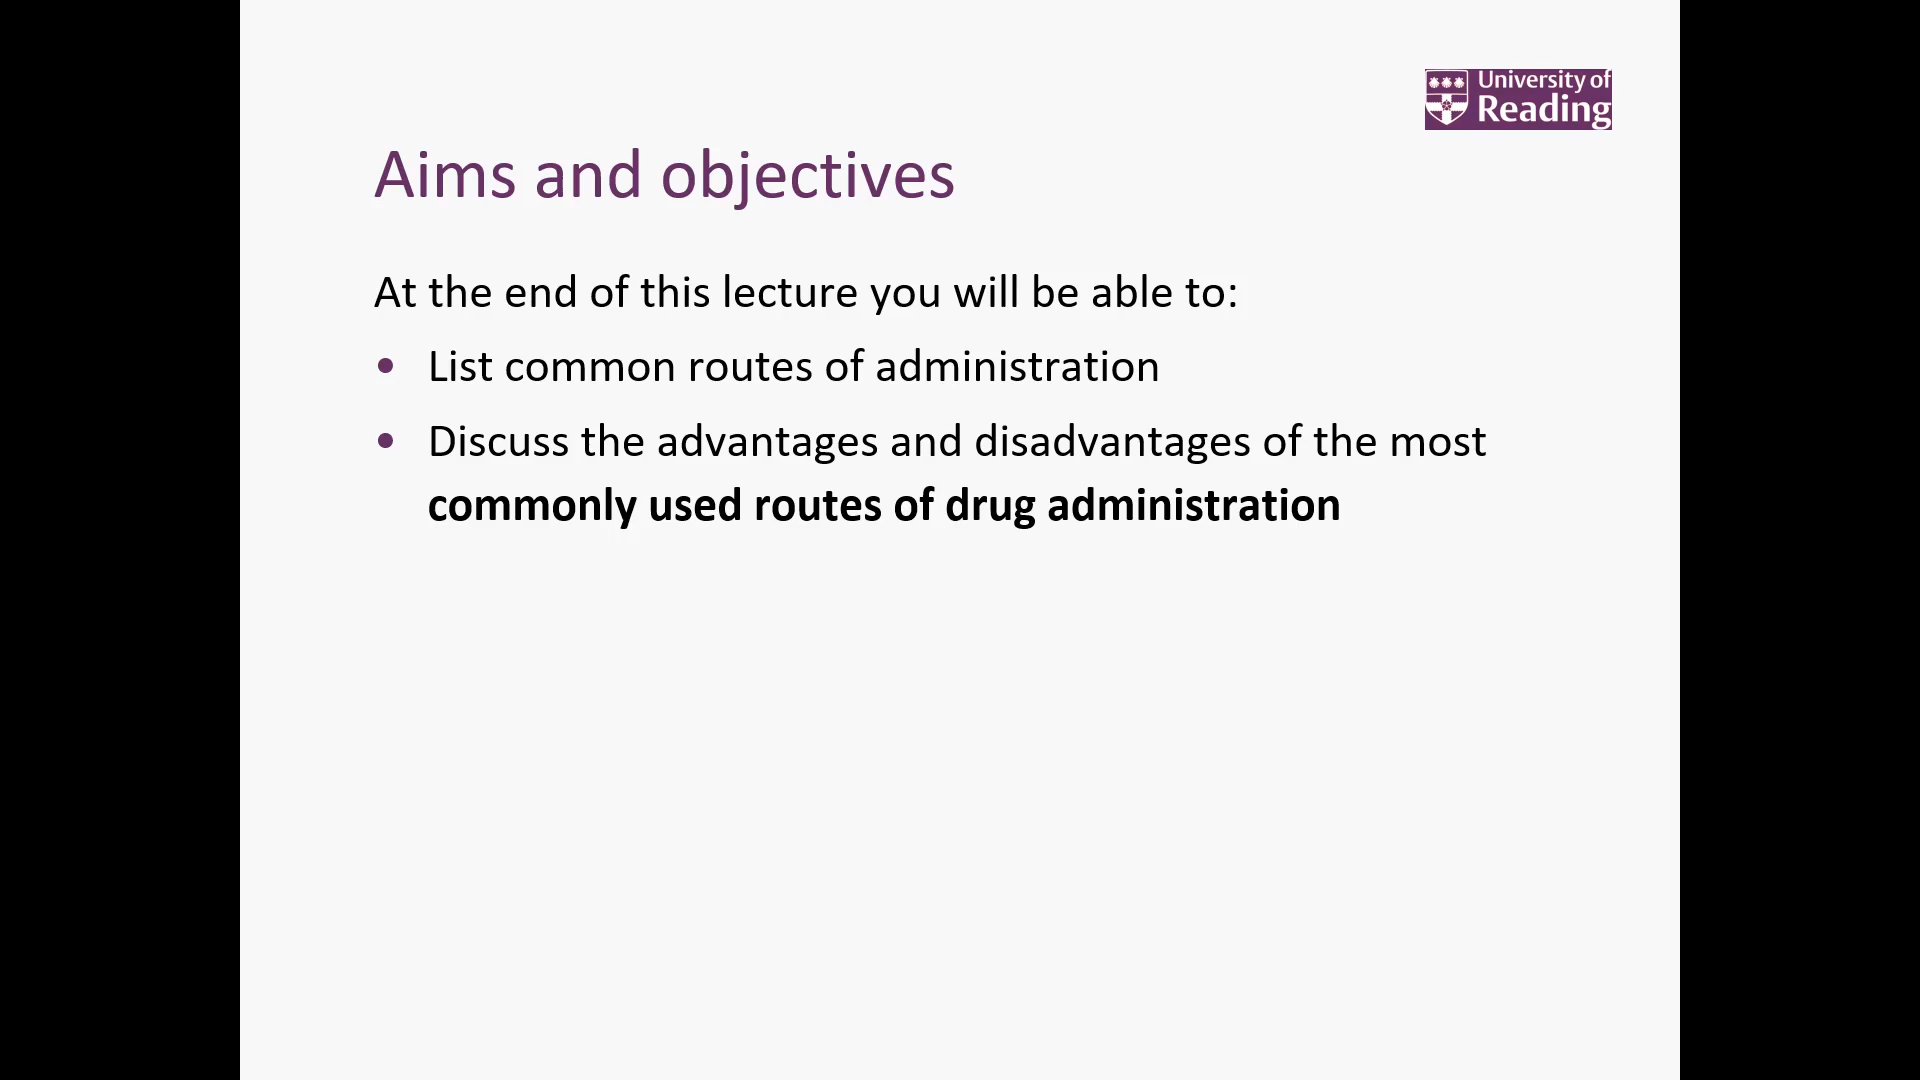 University of
Reading
Aims and objectives
At the end of this lecture you will be able to:
• List common routes of administration
• Discuss the advantages and disadvantages of the most
commonly used routes of drug administration